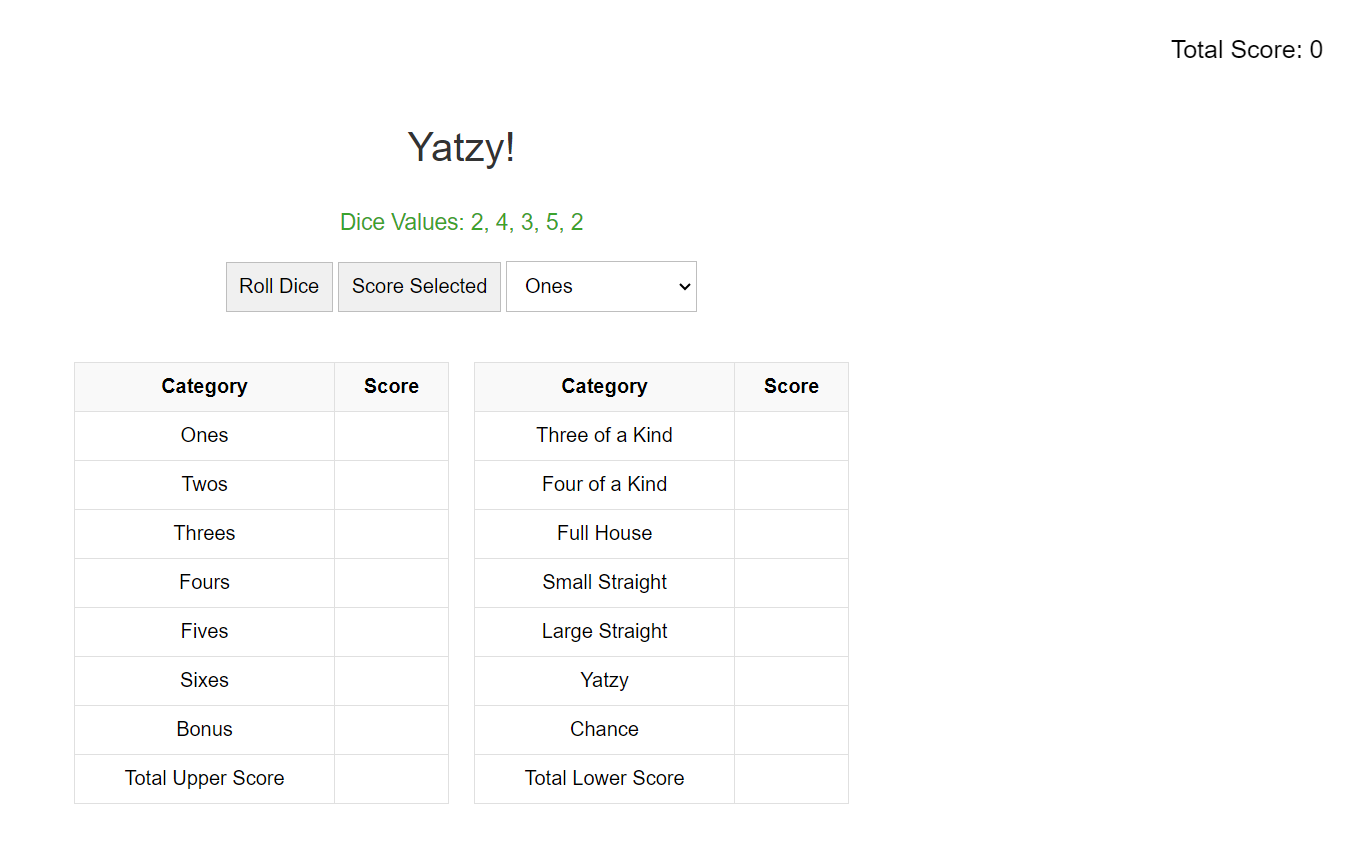 Total Score: 0
Yatzy!
Dice Values: 2, 4, 3, 5, 2
Roll Dice Score Selected Ones
Category Score Category Score
Ones Three of a Kind
Twos Four of a Kind
Threes Full House
Fours Small Straight
Fives Large Straight
Sixes Yatzy
Bonus Chance
Total Upper Score Total Lower Score